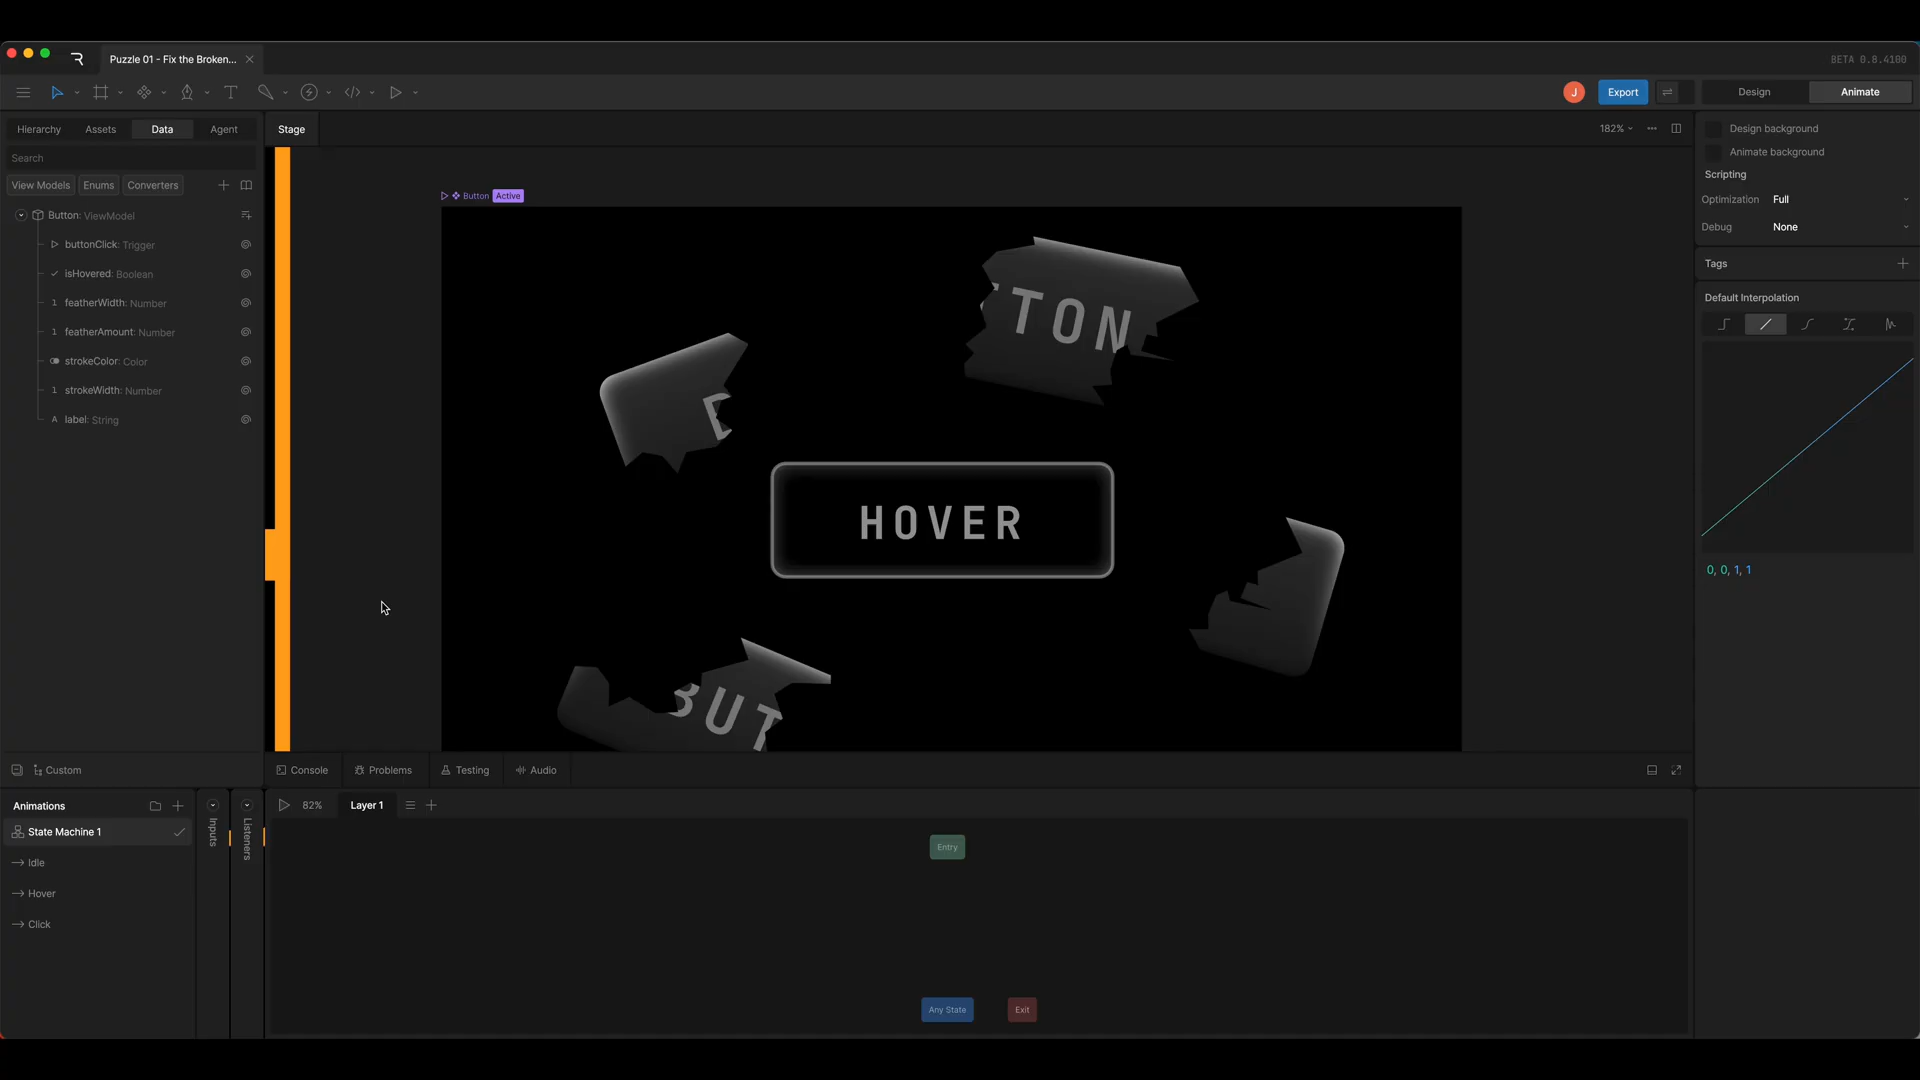 Puzzle 01 - Fix the Broken...
BETA 0.8.4100
J
Export
Design
Animate
Hierarchy
Assets
Data
Agent
Stage
182%
Design background
Animate background
Search
View Models
Enums
Converters
Scripting
Optimization
Full
Debug
None
Button: ViewModel
buttonClick: Trigger
isHovered: Boolean
featherWidth: Number
featherAmount: Number
strokeColor: Color
strokeWidth: Number
label: String
Button
Active
TON
HOVER
BUT
Tags
Default Interpolation
0, 0, 1, 1
Custom
Console
Problems
Testing
Audio
Animations
State Machine 1
Idle
Hover
Click
Inputs
Listeners
82%
Layer 1
Entry
Any State
Exit